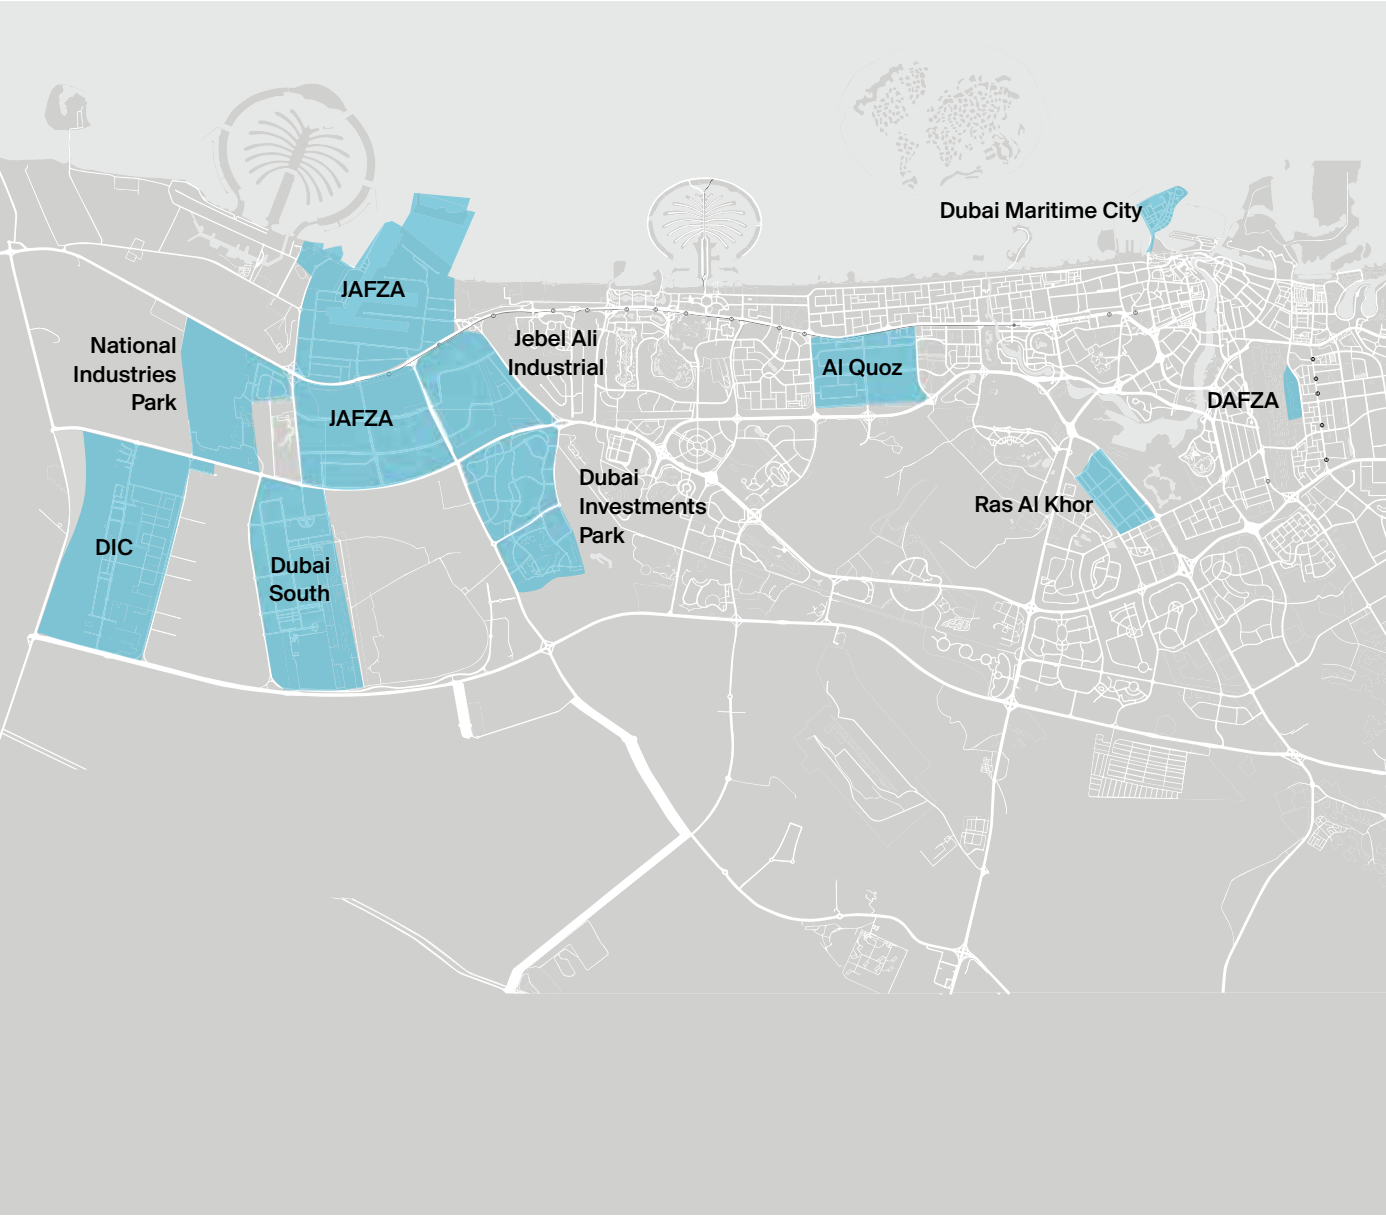 Dubai Maritime City
JAFZA
National
Industries
Park
Jebel Ali
Industrial
Al Quoz
DAFZA
JAFZA
Dubai
Investments
Park
Ras Al Khor
DIC
Dubai
South